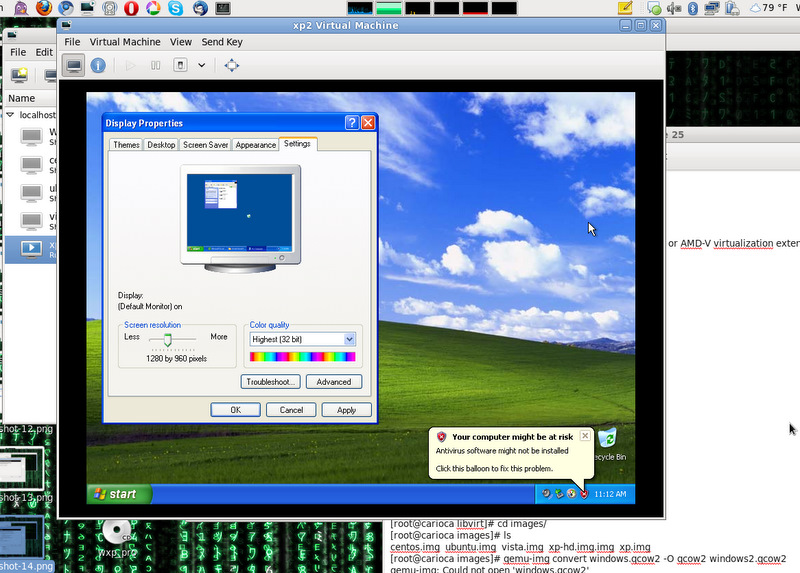 79 °F
xp2 Virtual Machine
File Virtual Machine View Send Key
File Edit
Name
localhost
Display Properties
Themes Desktop Screen Saver Appearance Settings
Display:
(Default Monitor) on
Screen resolution
Less More
1280 by 960 pixels
Color quality
Highest (32 bit)
Troubleshoot... Advanced
OK Cancel Apply
25
or AMD-V virtualization exten
Your computer might be at risk
Antivirus software might not be installed
Click this balloon to fix this problem.
ecycle Bin
start
11:12 AM
shot-12.png
shot-13.png
shot-14.png
wxp_pro
[root@carioca libvirt]# cd images/
[root@carioca images]# ls
centos.img ubuntu.img vista.img xp-hd.img.img xp.img
[root@carioca images]# qemu-img convert windows.qcow2 -O qcow2 windows2.qcow2
qemu-img: Could not open 'windows.qcow2'